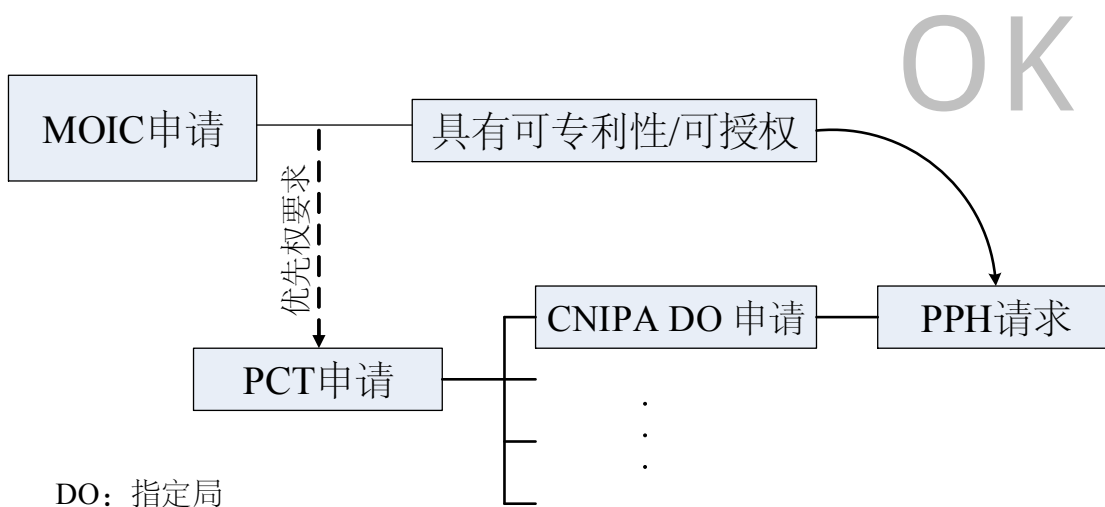 OK
MOIC申请
具有可专利性/可授权
优先权要求
CNIPA DO 申请
PPH请求
PCT申请
DO：指定局